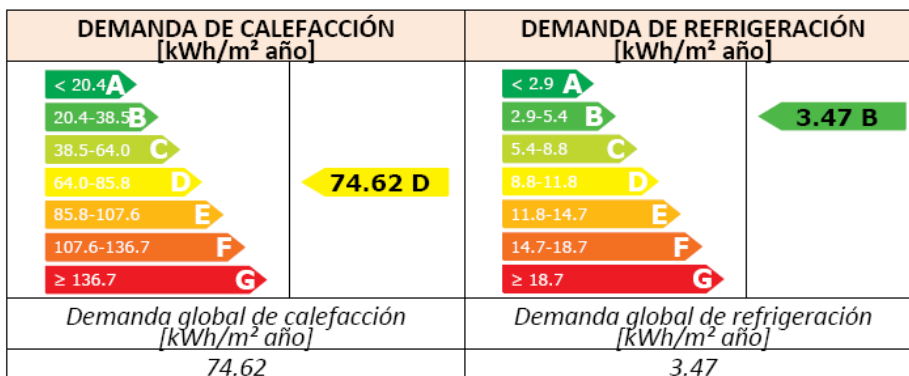 DEMANDA DE CALEFACCIÓN
[kWh/m² año]
DEMANDA DE REFRIGERACIÓN
[kWh/m² año]
< 20.4 A
20.4-38.5 B
38.5-64.0 C
64.0-85.8 D
85.8-107.6 E
107.6-136.7 F
≥ 136.7 G
74.62 D
< 2.9 A
2.9-5.4 B
5.4-8.8 C
8.8-11.8 D
11.8-14.7 E
14.7-18.7 F
≥ 18.7 G
3.47 B
Demanda global de calefacción
[kWh/m² año]
Demanda global de refrigeración
[kWh/m² año]
74.62
3.47